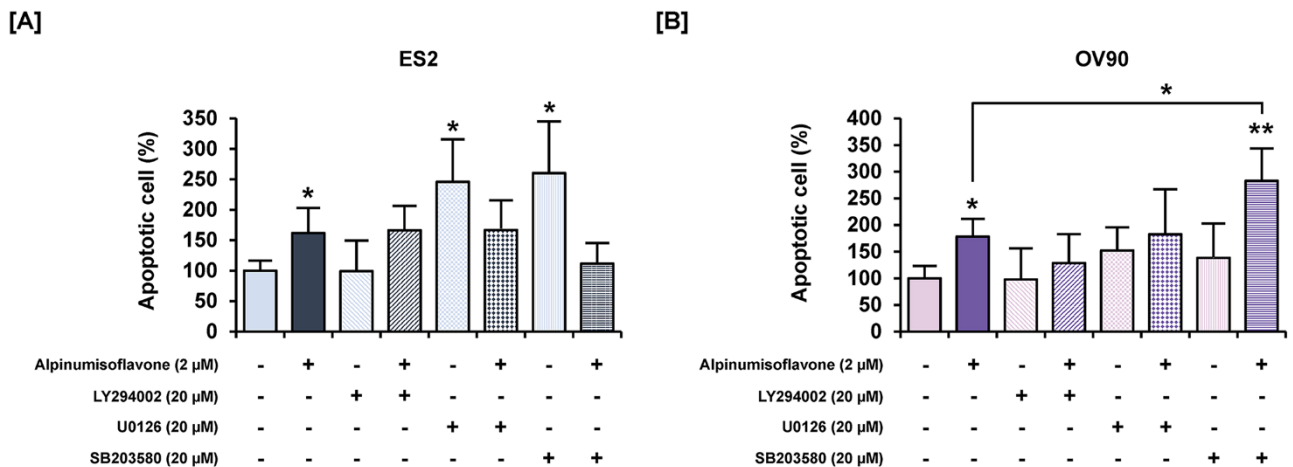 [A]
ES2
Apoptotic cell (%)
350
300
250
200
150
100
50
0
*
*
*
Alpinumisoflavone (2 µM) - + - + - + - +
LY294002 (20 µM) - - + + - - - -
U0126 (20 µM) - - - - + + - -
SB203580 (20 µM) - - - - - - + +
[B]
OV90
Apoptotic cell (%)
400
350
300
250
200
150
100
50
0
*
*
**
Alpinumisoflavone (2 µM) - + - + - + - +
LY294002 (20 µM) - - + + - - - -
U0126 (20 µM) - - - - + + - -
SB203580 (20 µM) - - - - - - + +